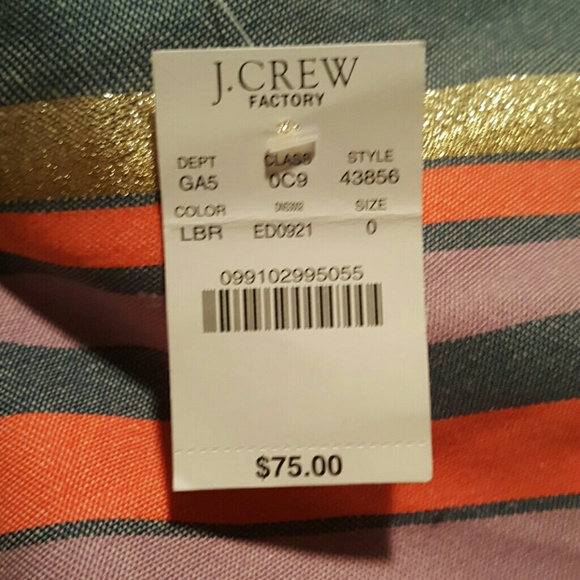 J.CREW
FACTORY
DEPT CLASS STYLE
GA5 0C9 43856
COLOR SIZE
LBR ED0921 0
099102995055
$75.00